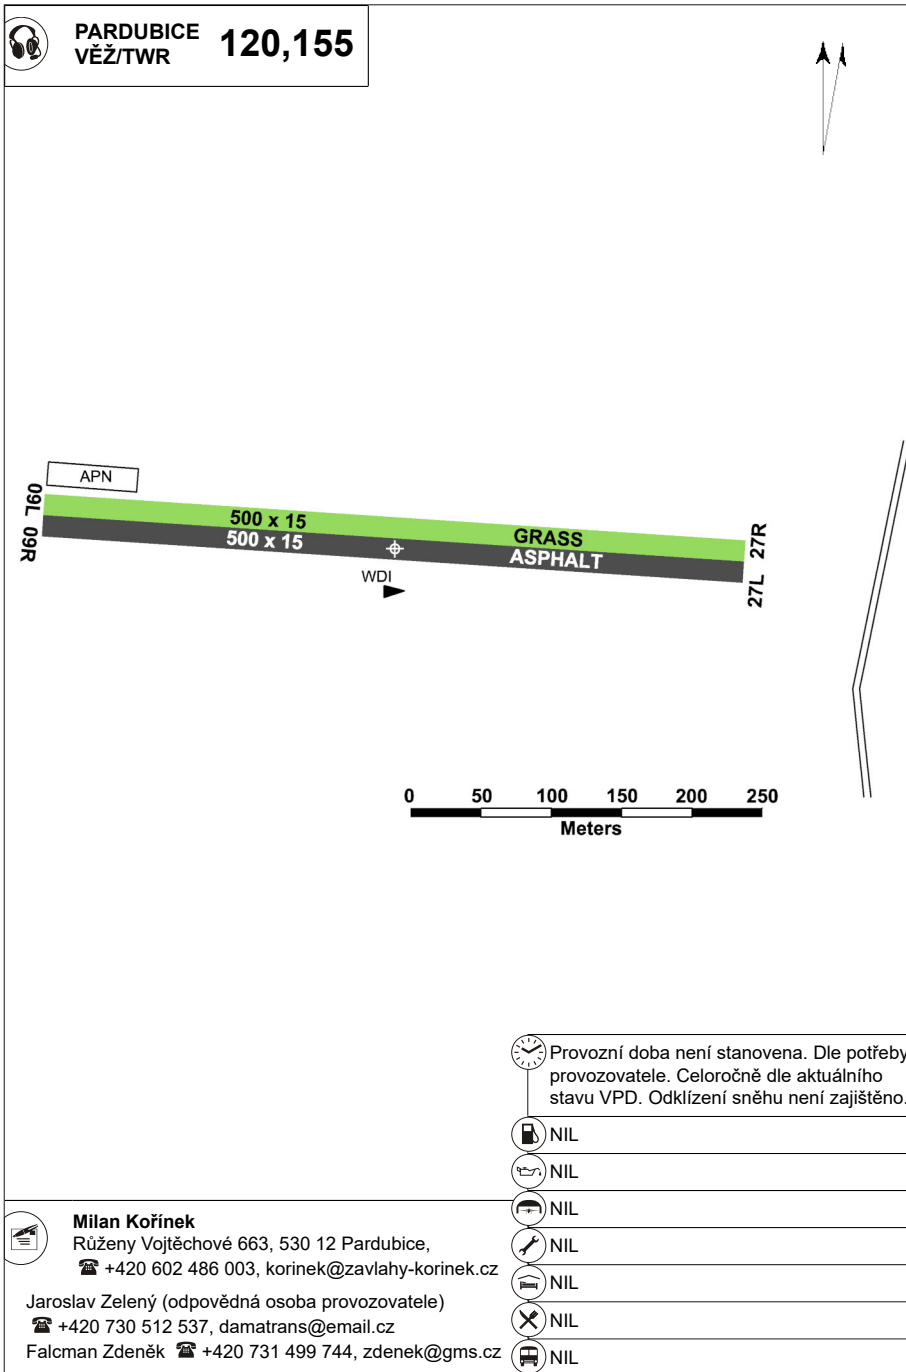 PARDUBICE
VĚŽ/TWR
120,155
APN
09L 09R
500 x 15
500 x 15
GRASS
ASPHALT
27L 27R
WDI
0 50 100 150 200 250
Meters
Provozní doba není stanovena. Dle potřeby
provozovatele. Celoročně dle aktuálního
stavu VPD. Odklízení sněhu není zajištěno.
NIL
NIL
NIL
NIL
NIL
NIL
NIL
Milan Kořínek
Růženy Vojtěchové 663, 530 12 Pardubice,
☎ +420 602 486 003, korinek@zavlahy-korinek.cz
Jaroslav Zelený (odpovědná osoba provozovatele)
☎ +420 730 512 537, damatrans@email.cz
Falcman Zdeněk ☎ +420 731 499 744, zdenek@gms.cz